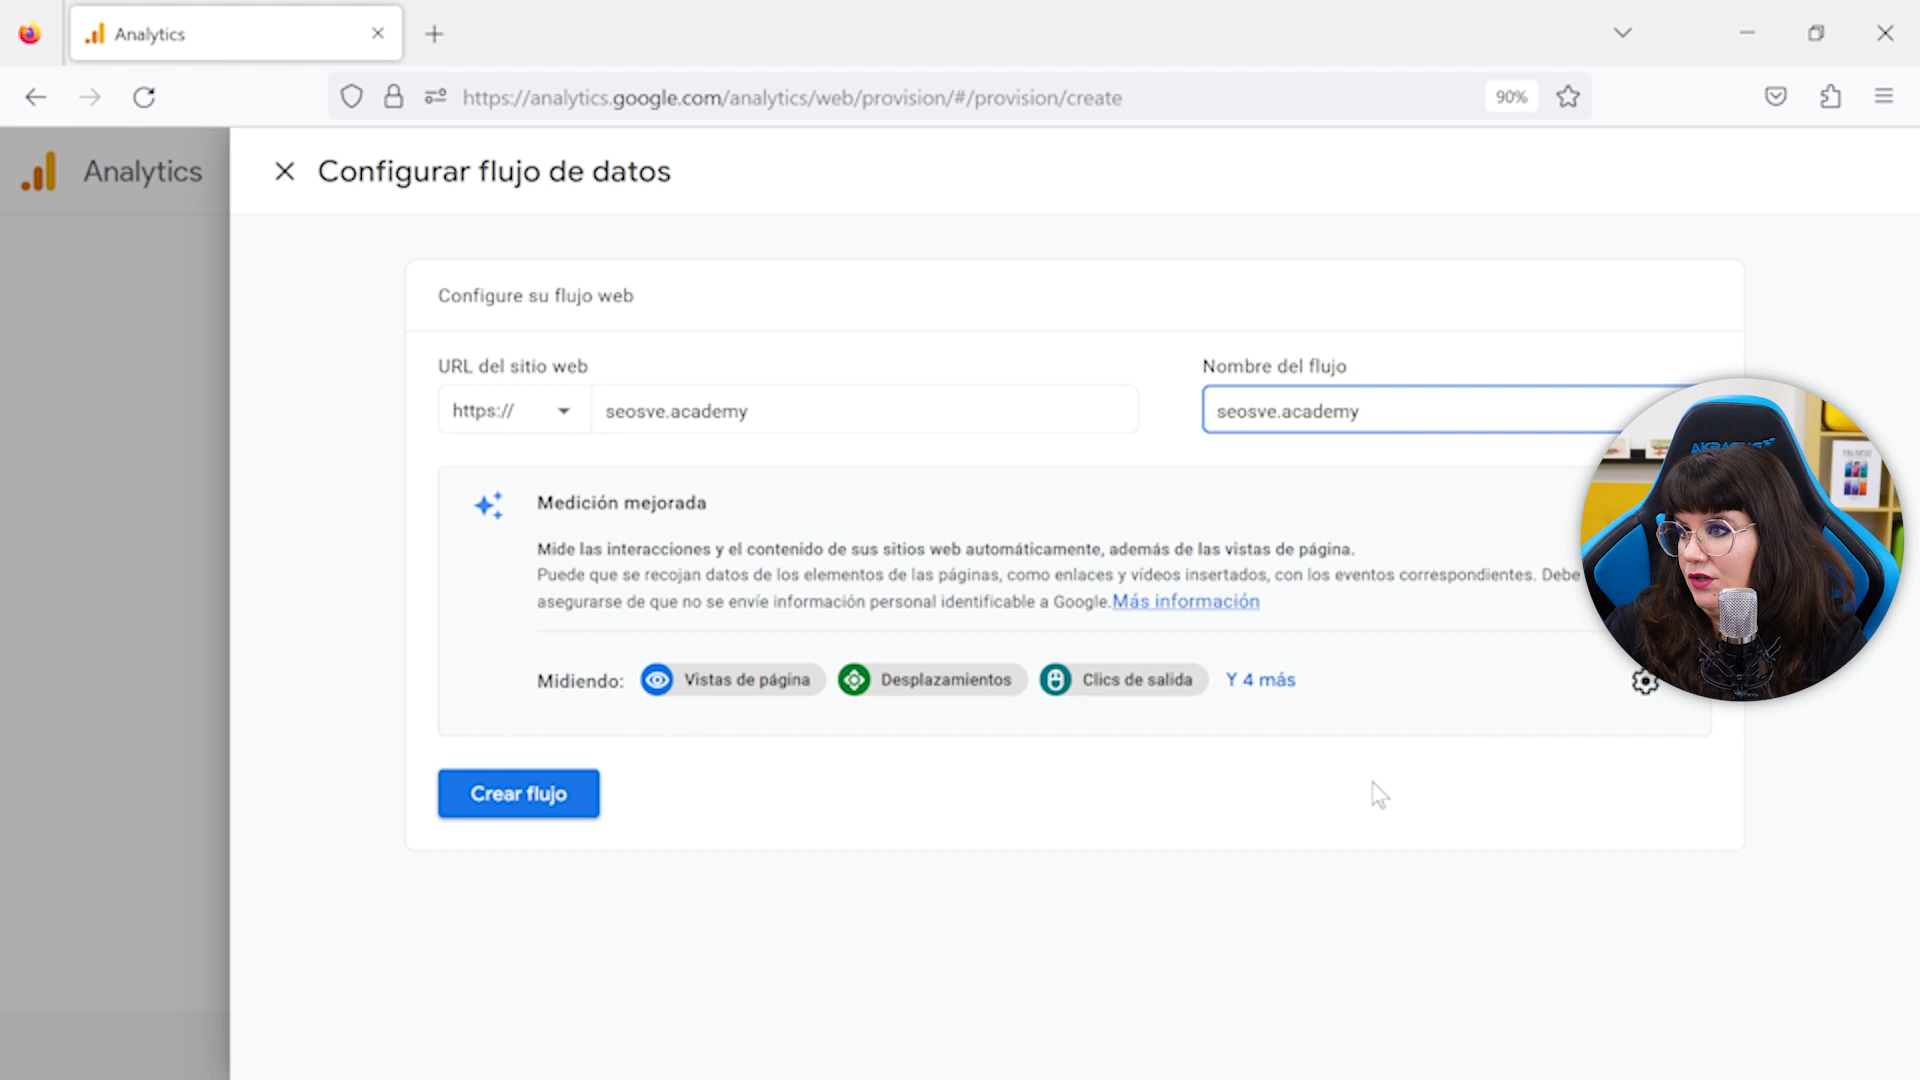 Analytics
https://analytics.google.com/analytics/web/provision/#/provision/create
90%
Analytics
Configurar flujo de datos
Configure su flujo web
URL del sitio web
Nombre del flujo
https://
seosve.academy
seosve.academy
Medición mejorada
Mide las interacciones y el contenido de sus sitios web automáticamente, además de las vistas de página.
Puede que se recojan datos de los elementos de las páginas, como enlaces y vídeos insertados, con los eventos correspondientes. Debe
asegurarse de que no se envíe información personal identificable a Google. Más información
Midiendo:
Vistas de página
Desplazamientos
Clics de salida
Y 4 más
Crear flujo